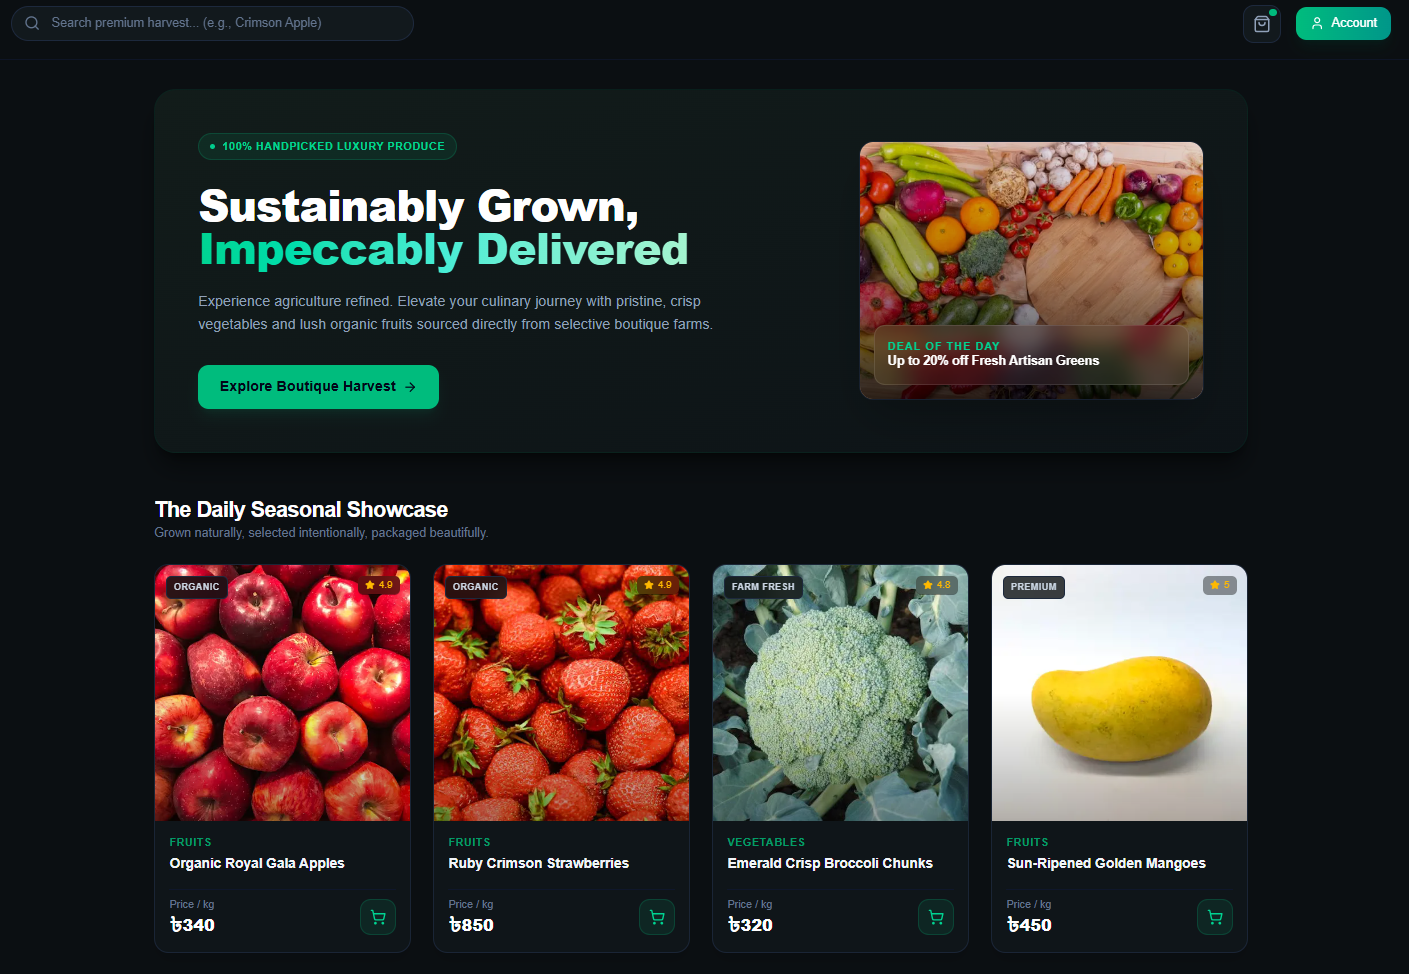 Search premium harvest... (e.g., Crimson Apple)
Account
100% HANDPICKED LUXURY PRODUCE
Sustainably Grown,
Impeccably Delivered
Experience agriculture refined. Elevate your culinary journey with pristine, crisp
vegetables and lush organic fruits sourced directly from selective boutique farms.
Explore Boutique Harvest →
DEAL OF THE DAY
Up to 20% off Fresh Artisan Greens
The Daily Seasonal Showcase
Grown naturally, selected intentionally, packaged beautifully.
ORGANIC
4.9
FRUITS
Organic Royal Gala Apples
Price / kg
৳340
ORGANIC
4.9
FRUITS
Ruby Crimson Strawberries
Price / kg
৳850
FARM FRESH
4.8
VEGETABLES
Emerald Crisp Broccoli Chunks
Price / kg
৳320
PREMIUM
5
FRUITS
Sun-Ripened Golden Mangoes
Price / kg
৳450